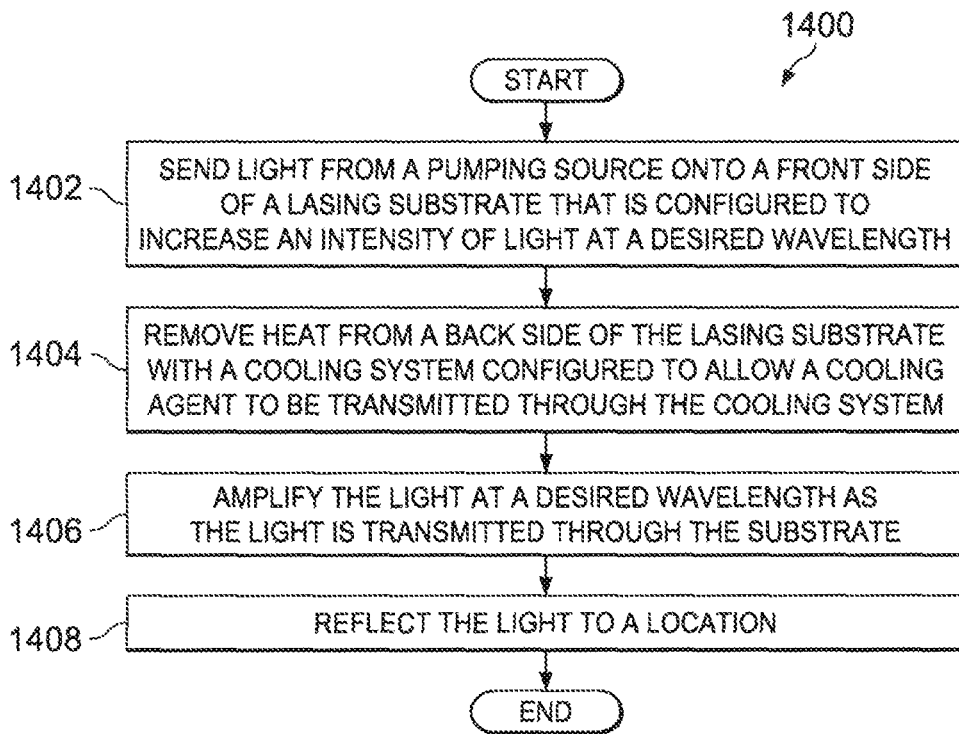 1400
START
1402
SEND LIGHT FROM A PUMPING SOURCE ONTO A FRONT SIDE
OF A LASING SUBSTRATE THAT IS CONFIGURED TO
INCREASE AN INTENSITY OF LIGHT AT A DESIRED WAVELENGTH
1404
REMOVE HEAT FROM A BACK SIDE OF THE LASING SUBSTRATE
WITH A COOLING SYSTEM CONFIGURED TO ALLOW A COOLING
AGENT TO BE TRANSMITTED THROUGH THE COOLING SYSTEM
1406
AMPLIFY THE LIGHT AT A DESIRED WAVELENGTH AS
THE LIGHT IS TRANSMITTED THROUGH THE SUBSTRATE
1408
REFLECT THE LIGHT TO A LOCATION
END